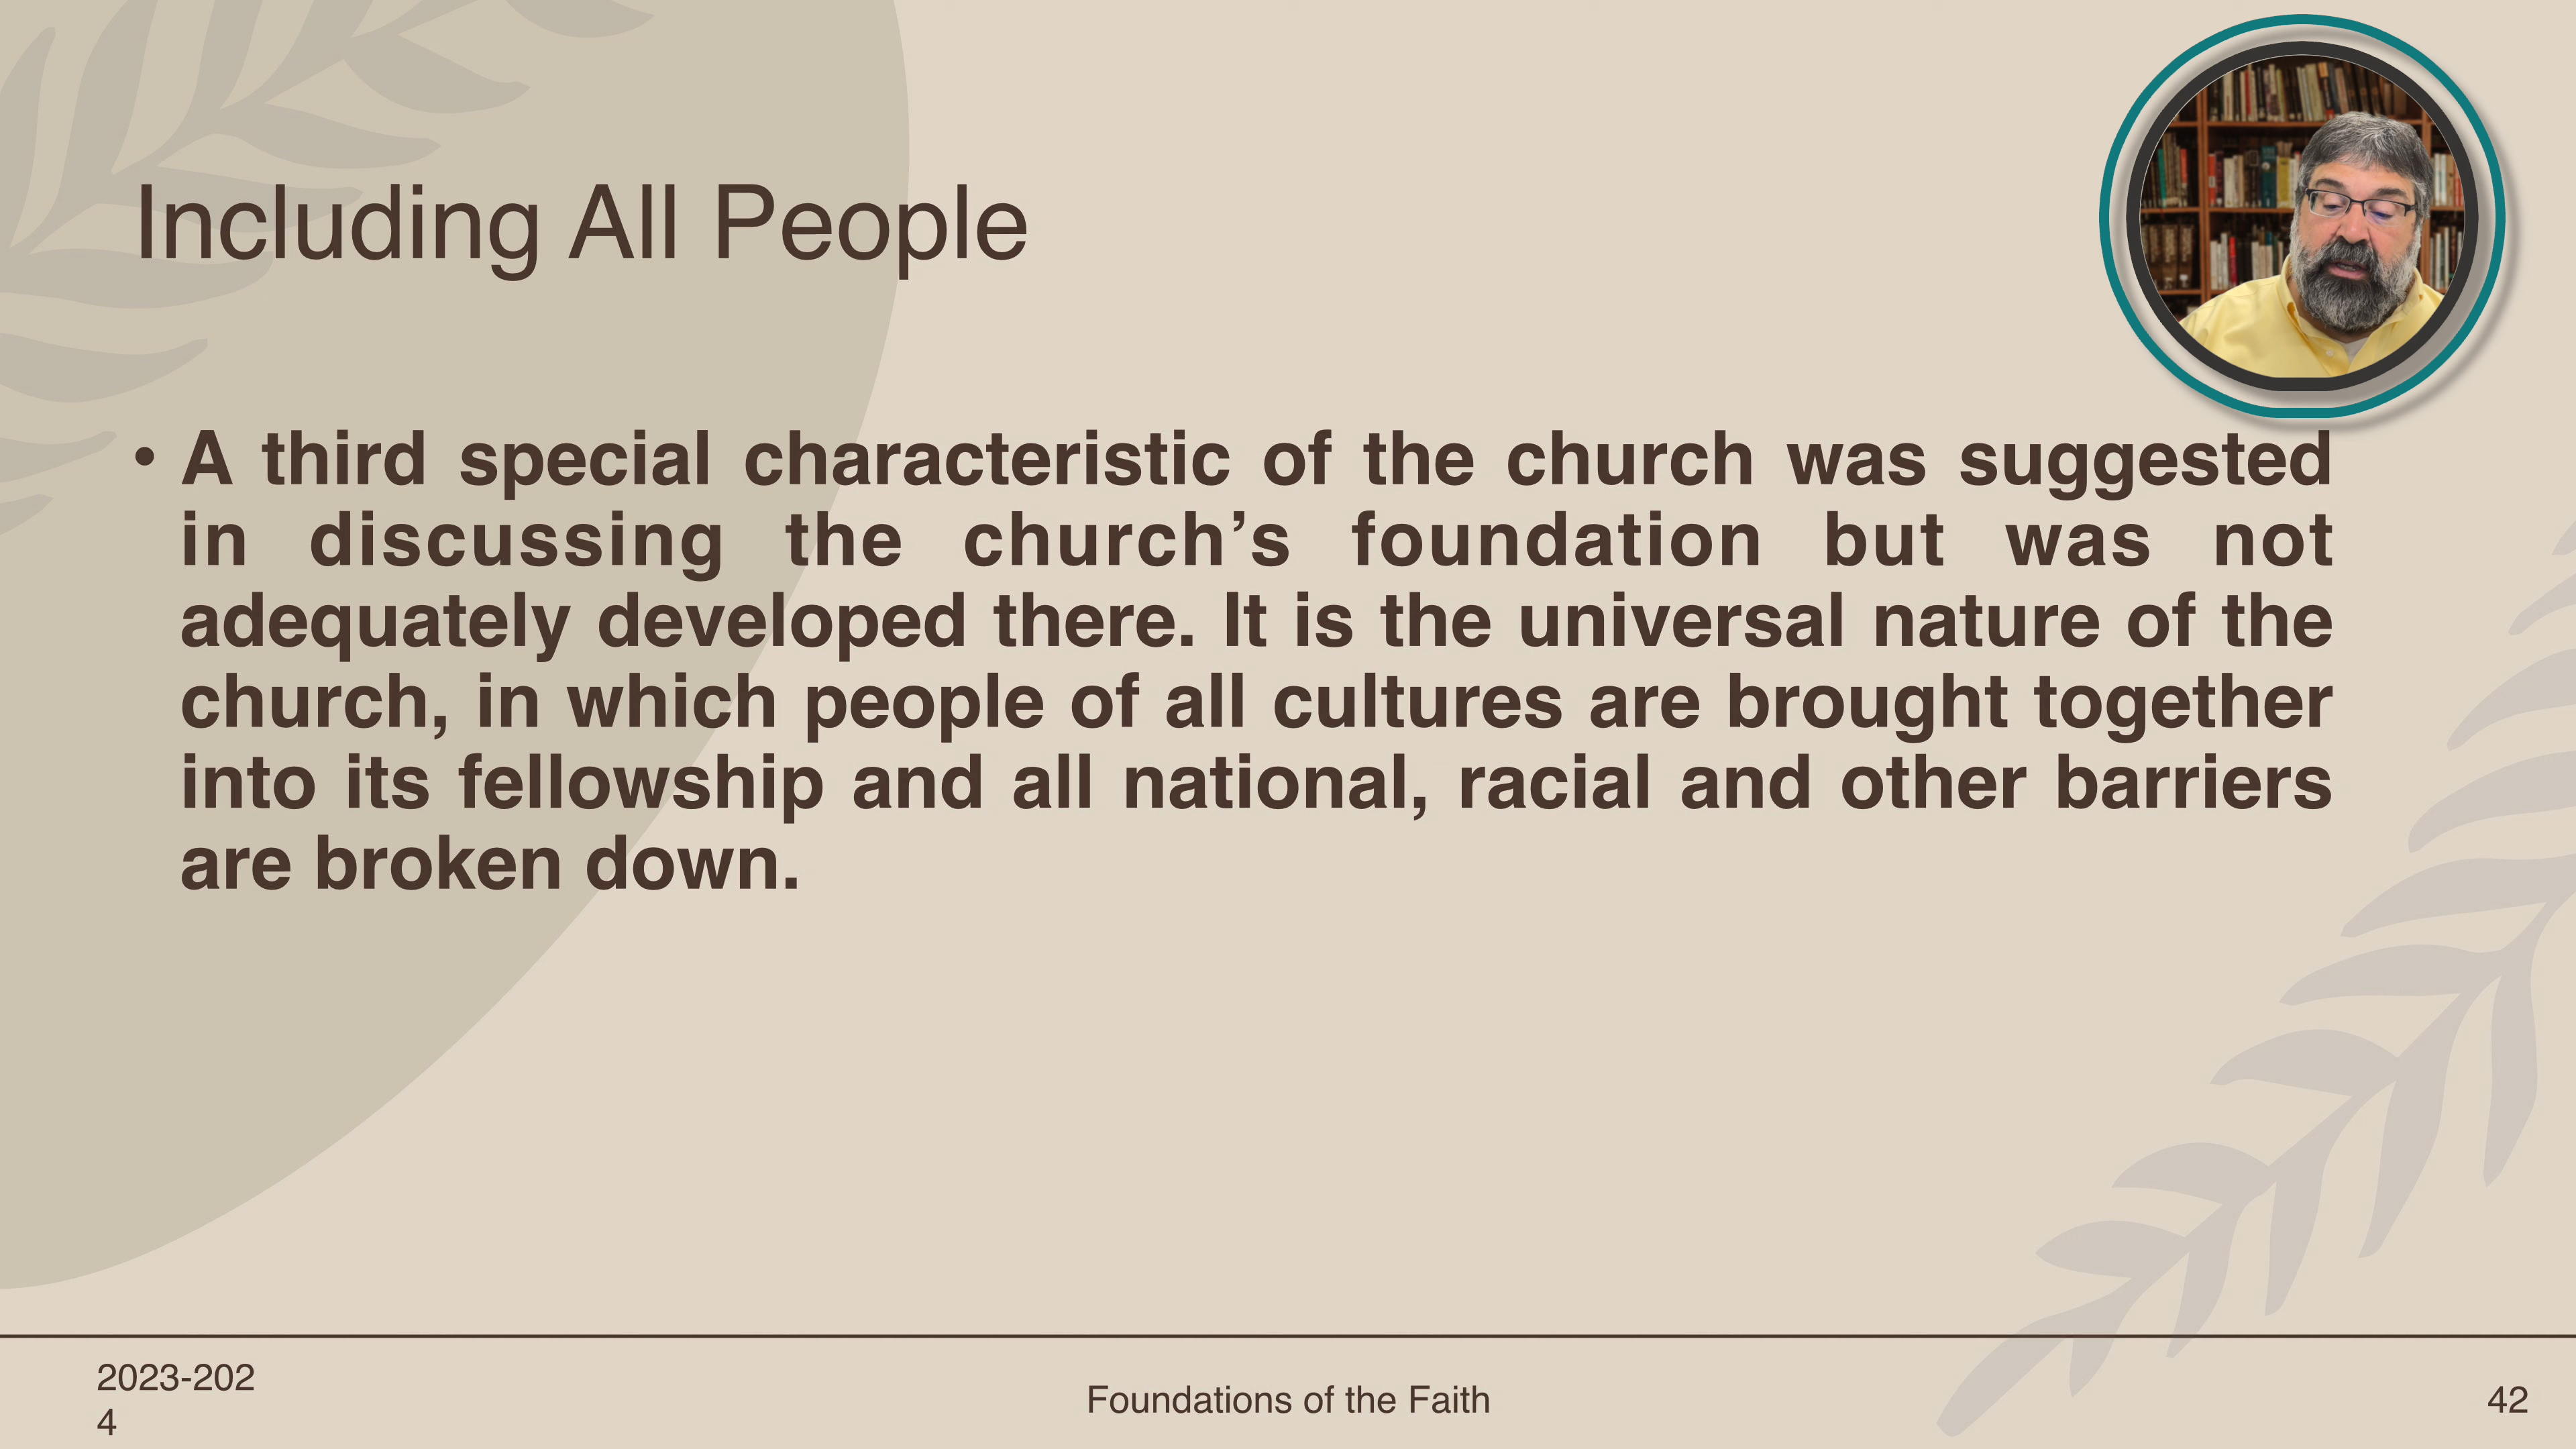 Including All People
• A third special characteristic of the church was suggested
in discussing the church’s foundation but was not
adequately developed there. It is the universal nature of the
church, in which people of all cultures are brought together
into its fellowship and all national, racial and other barriers
are broken down.
2023-202
4
Foundations of the Faith
42